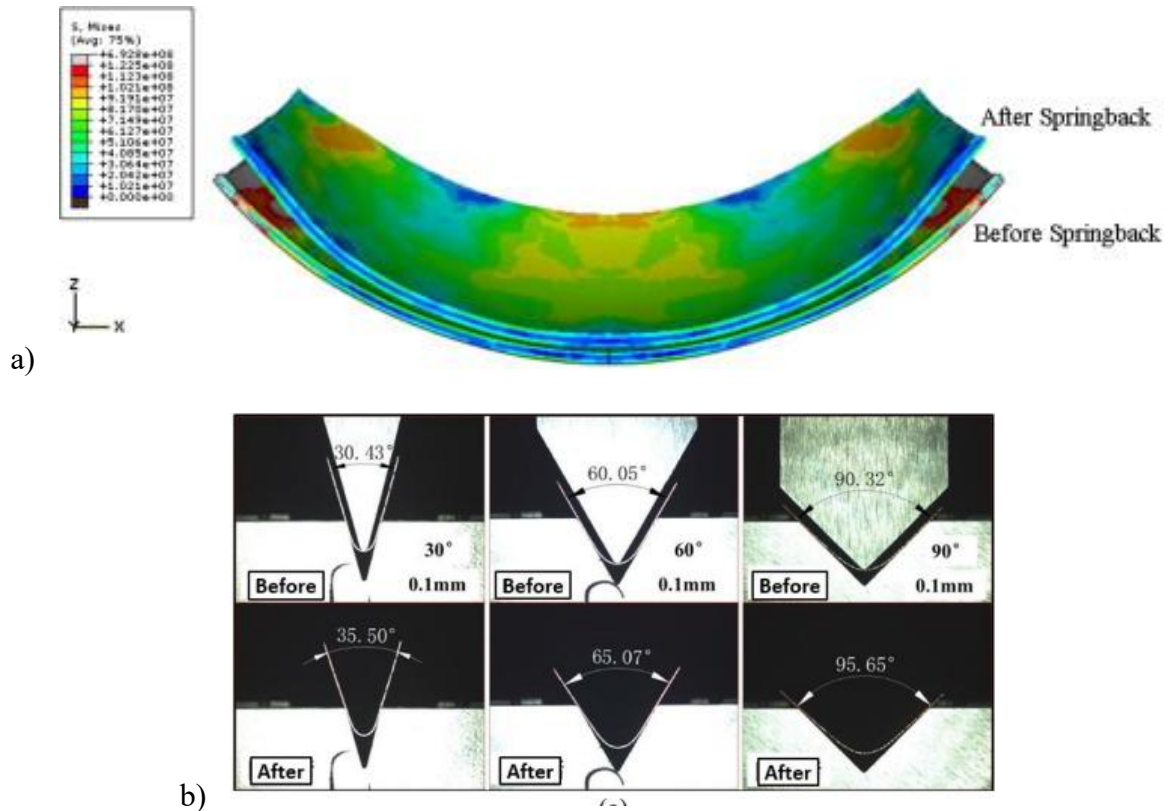 S, Mises
(Avg: 75%)
+6.928e+08
+1.225e+08
+1.123e+08
+1.021e+08
+9.191e+07
+8.170e+07
+7.149e+07
+6.127e+07
+5.106e+07
+4.085e+07
+3.064e+07
+2.042e+07
+1.021e+07
+0.000e+00
After Springback
Before Springback
Z
Y
X
a)
30.43°
60.05°
90.32°
30°
60°
90°
Before
0.1mm
Before
0.1mm
Before
0.1mm
35.50°
65.07°
95.65°
After
After
After
b)